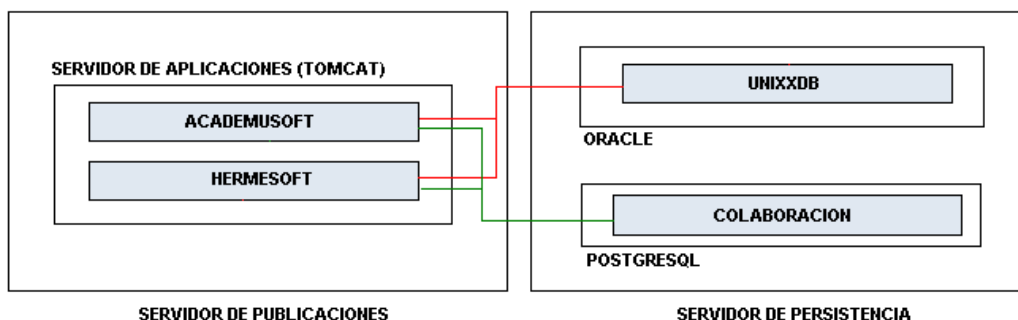 SERVIDOR DE APLICACIONES (TOMCAT)
ACADEMUSOFT
HERMESOFT
SERVIDOR DE PUBLICACIONES
UNIXXDB
ORACLE
COLABORACION
POSTGRESQL
SERVIDOR DE PERSISTENCIA